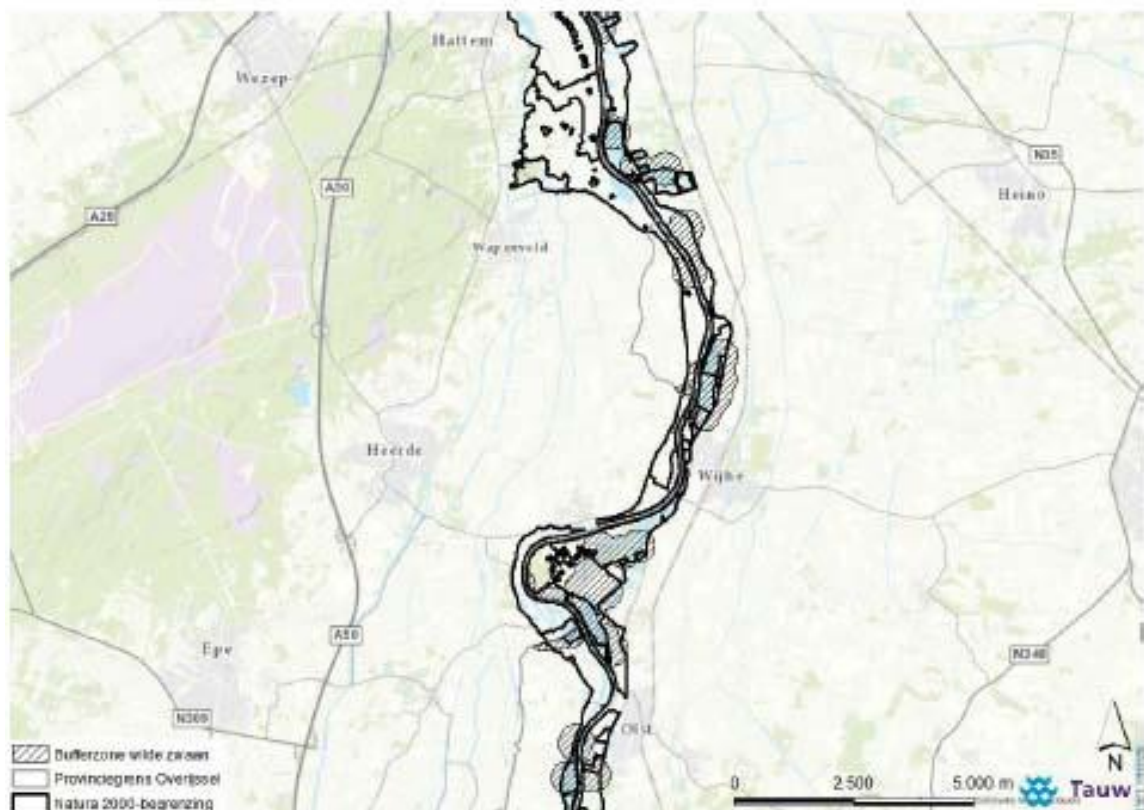 Hattem
Wezep
N35
A50
Heino
A28
Wapenveld
Heerde
Wijhe
Epe
A50
N348
N309
Olst
Bufferzone wilde zwaan
Provinciegrens Overijssel
Natura 2000-begrenzing
0 2.500 5.000 m
N
Tauw